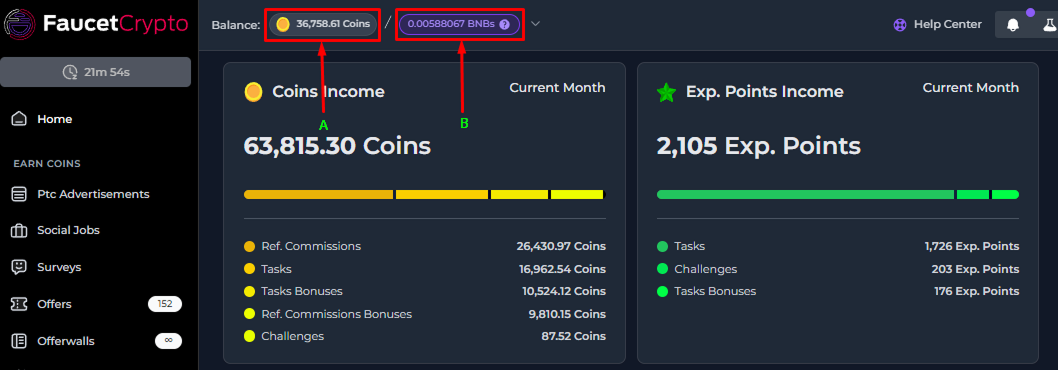 FaucetCrypto
Balance: 36,758.61 Coins / 0.00588067 BNBs ?
Help Center
21m 54s
Home
EARN COINS
Ptc Advertisements
Social Jobs
Surveys
Offers 152
Offerwalls ∞
A
B
Coins Income Current Month
63,815.30 Coins
Ref. Commissions 26,430.97 Coins
Tasks 16,962.54 Coins
Tasks Bonuses 10,524.12 Coins
Ref. Commissions Bonuses 9,810.15 Coins
Challenges 87.52 Coins
Exp. Points Income Current Month
2,105 Exp. Points
Tasks 1,726 Exp. Points
Challenges 203 Exp. Points
Tasks Bonuses 176 Exp. Points